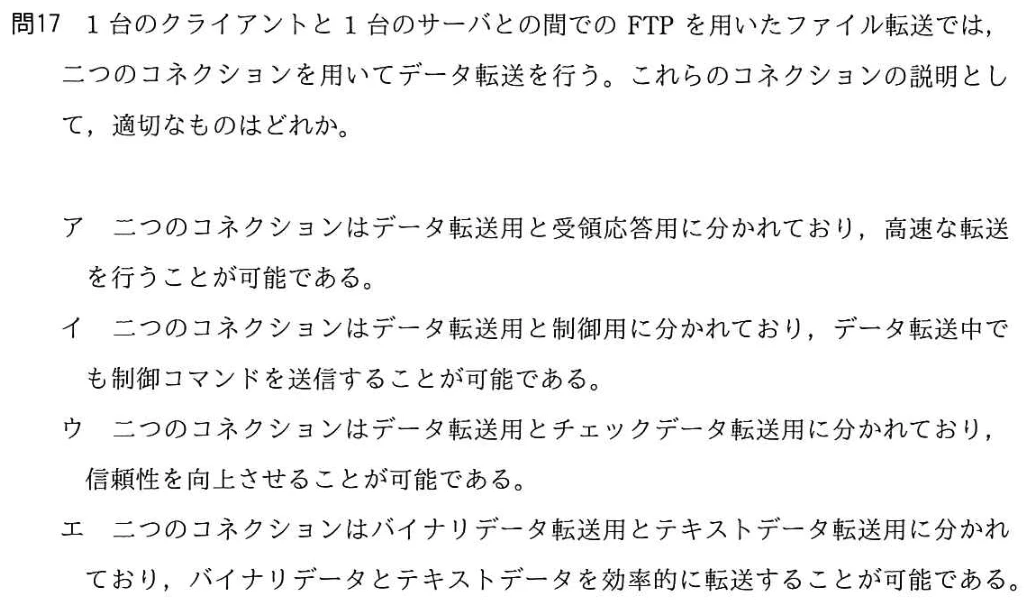 問17 1台のクライアントと1台のサーバとの間での FTP を用いたファイル転送では，
二つのコネクションを用いてデータ転送を行う。これらのコネクションの説明とし
て，適切なものはどれか。
ア 二つのコネクションはデータ転送用と受領応答用に分かれており，高速な転送
を行うことが可能である。
イ 二つのコネクションはデータ転送用と制御用に分かれており，データ転送中で
も制御コマンドを送信することが可能である。
ウ 二つのコネクションはデータ転送用とチェックデータ転送用に分かれており，
信頼性を向上させることが可能である。
エ 二つのコネクションはバイナリデータ転送用とテキストデータ転送用に分かれ
ており，バイナリデータとテキストデータを効率的に転送することが可能である。